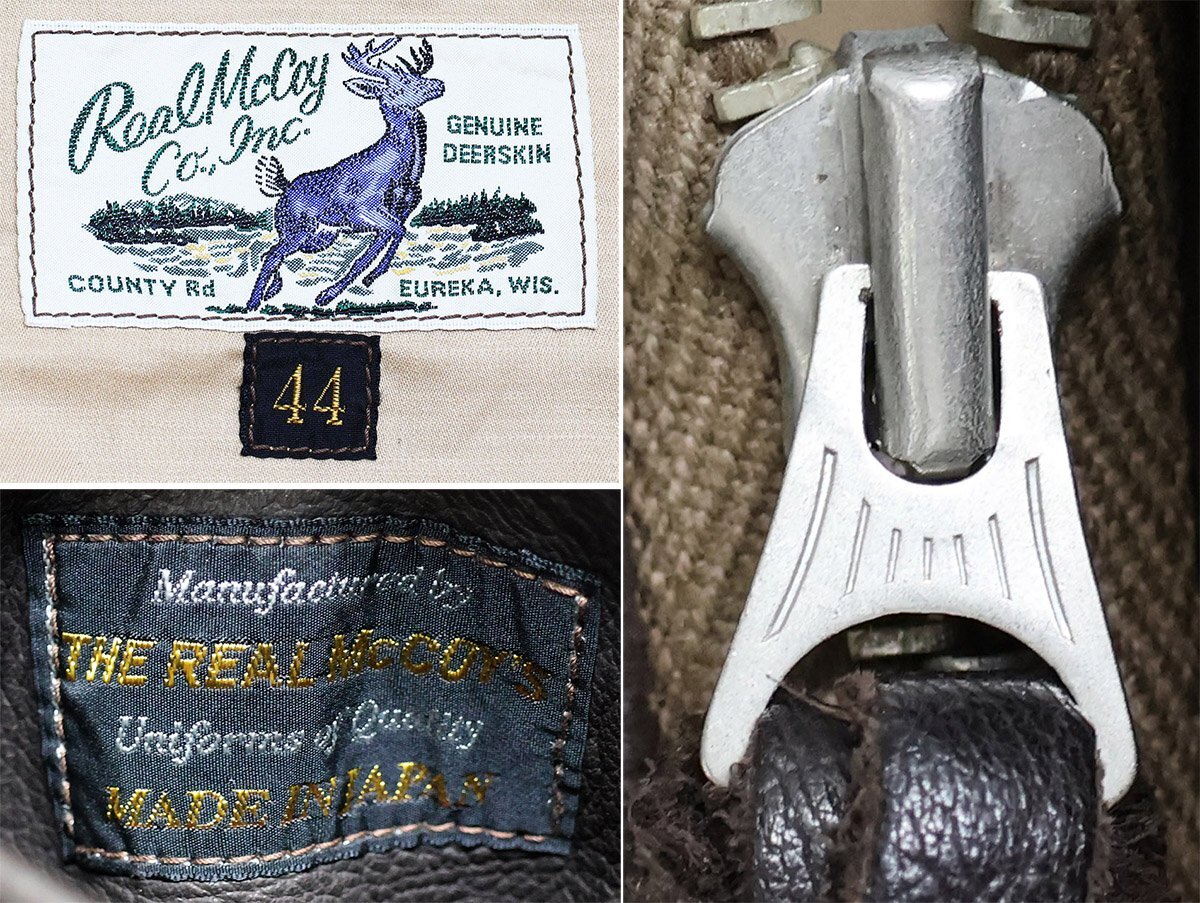 Real McCoy
Co., Inc.
GENUINE
DEERSKIN
COUNTY Rd
EUREKA, WIS.
44
Manufactured by
THE REAL McCOY'S
Uniforms of Quality
MADE IN JAPAN